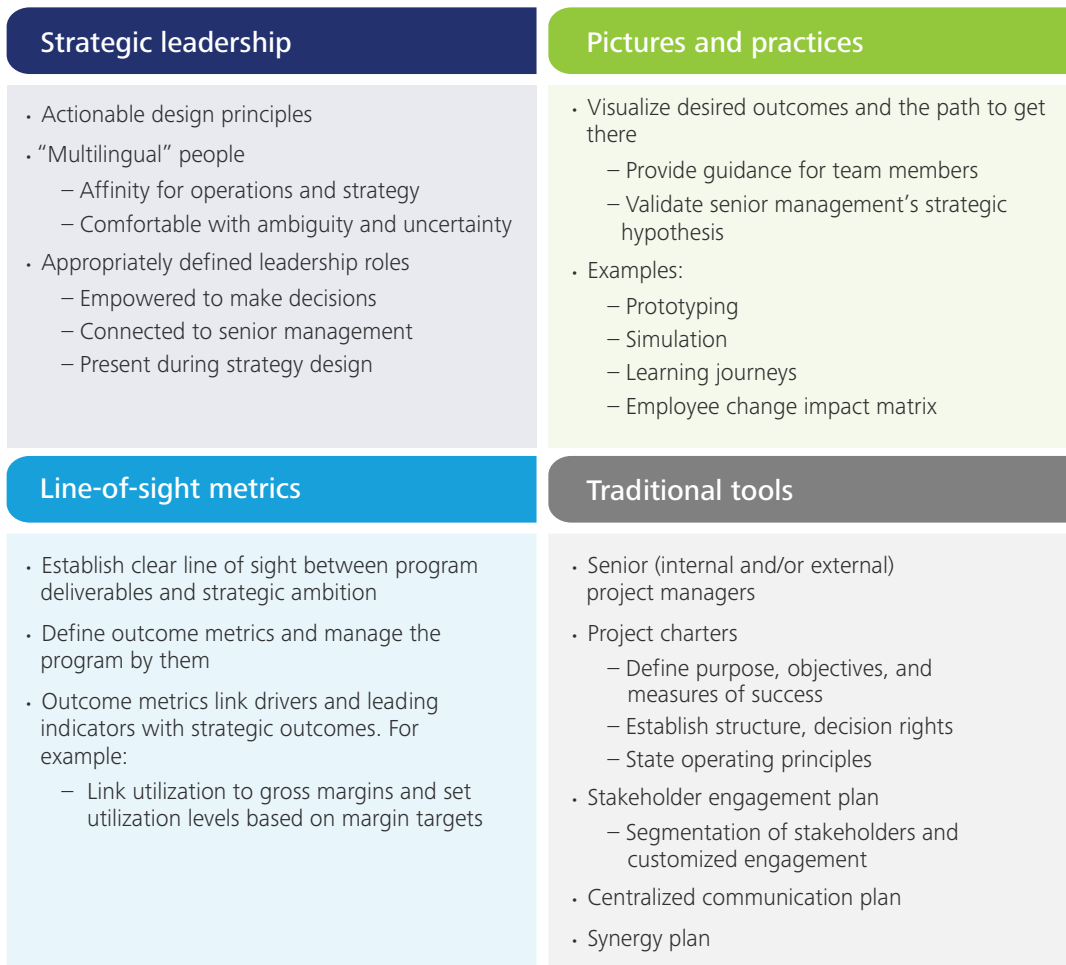 Strategic leadership
· Actionable design principles
· “Multilingual” people
– Affinity for operations and strategy
– Comfortable with ambiguity and uncertainty
· Appropriately defined leadership roles
– Empowered to make decisions
– Connected to senior management
– Present during strategy design
Pictures and practices
· Visualize desired outcomes and the path to get
there
– Provide guidance for team members
– Validate senior management’s strategic
hypothesis
· Examples:
– Prototyping
– Simulation
– Learning journeys
– Employee change impact matrix
Line-of-sight metrics
· Establish clear line of sight between program
deliverables and strategic ambition
· Define outcome metrics and manage the
program by them
· Outcome metrics link drivers and leading
indicators with strategic outcomes. For
example:
– Link utilization to gross margins and set
utilization levels based on margin targets
Traditional tools
· Senior (internal and/or external)
project managers
· Project charters
– Define purpose, objectives, and
measures of success
– Establish structure, decision rights
– State operating principles
· Stakeholder engagement plan
– Segmentation of stakeholders and
customized engagement
· Centralized communication plan
· Synergy plan